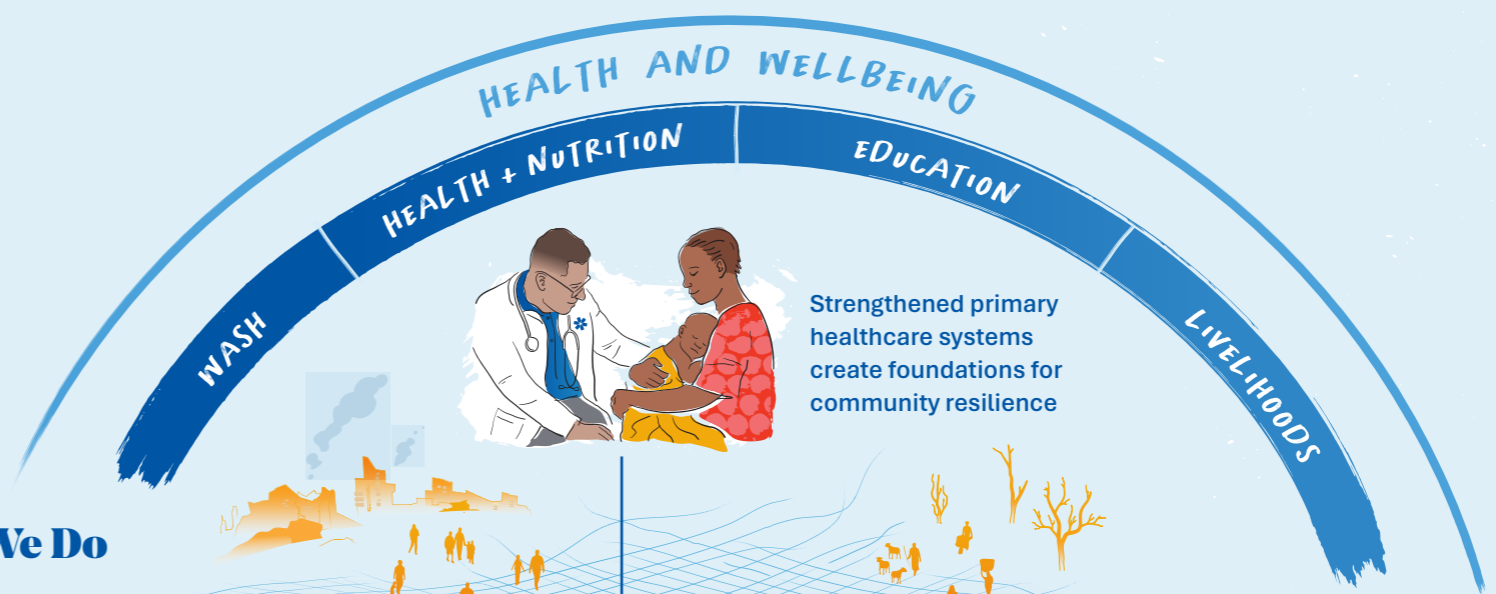 HEALTH AND WELLBEING
WASH
HEALTH + NUTRITION
EDUCATION
LIVELIHOODS
Strengthened primary
healthcare systems
create foundations for
community resilience
We Do